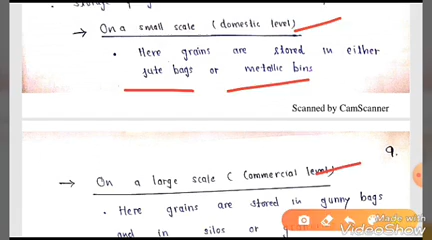 → On a small scale (domestic level)
• Here grains are stored in either
jute bags or metallic bins
Scanned by CamScanner
9.
→ On a large scale (Commercial level)
• Here grains are stored in gunny bags
and in silos or
Made with
VideoShow